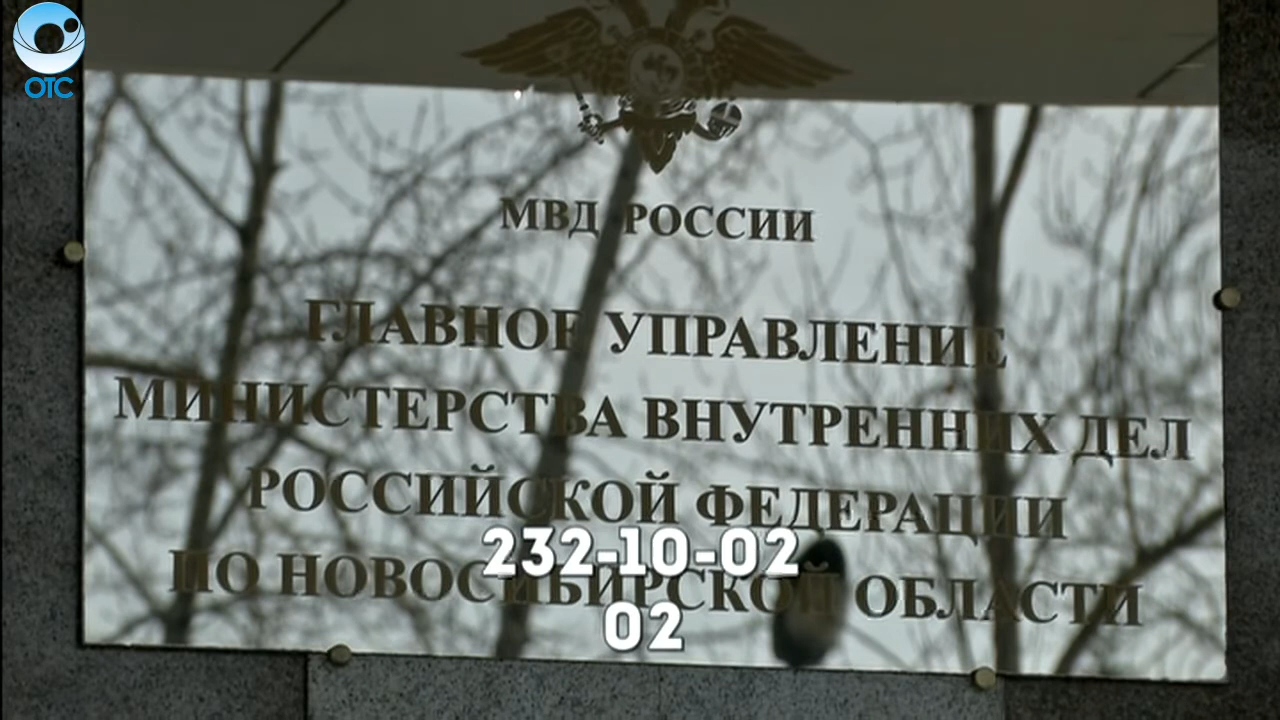 ОТС
МВД РОССИИ
ГЛАВНОЕ УПРАВЛЕНИЕ
МИНИСТЕРСТВА ВНУТРЕННИХ ДЕЛ
РОССИЙСКОЙ ФЕДЕРАЦИИ
232-10-02
ПО НОВОСИБИРСКОЙ ОБЛАСТИ
02